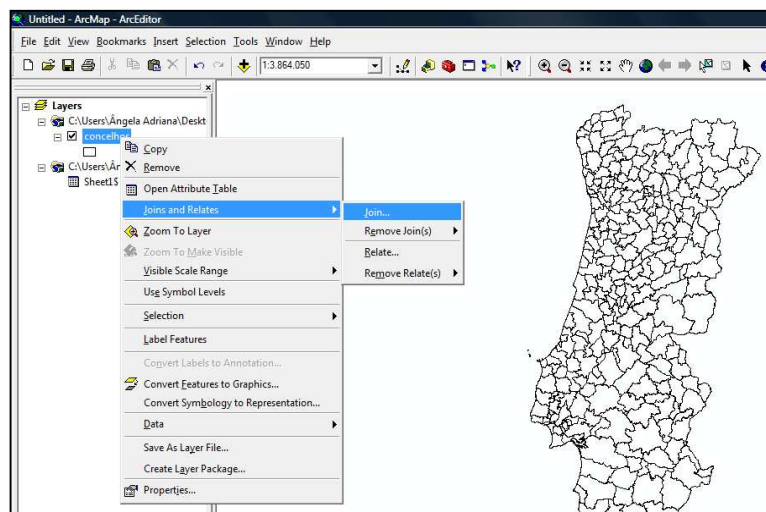 Untitled - ArcMap - ArcEditor
File Edit View Bookmarks Insert Selection Tools Window Help
1:3.864.050
Layers
C:\Users\Ângela Adriana\Deskt
concelhos
C:\Users\Ân
Sheet1$
Copy
Remove
Open Attribute Table
Joins and Relates
Zoom To Layer
Zoom To Make Visible
Visible Scale Range
Use Symbol Levels
Selection
Label Features
Convert Labels to Annotation...
Convert Features to Graphics...
Convert Symbology to Representation...
Data
Save As Layer File...
Create Layer Package...
Properties...
Join...
Remove Join(s)
Relate...
Remove Relate(s)